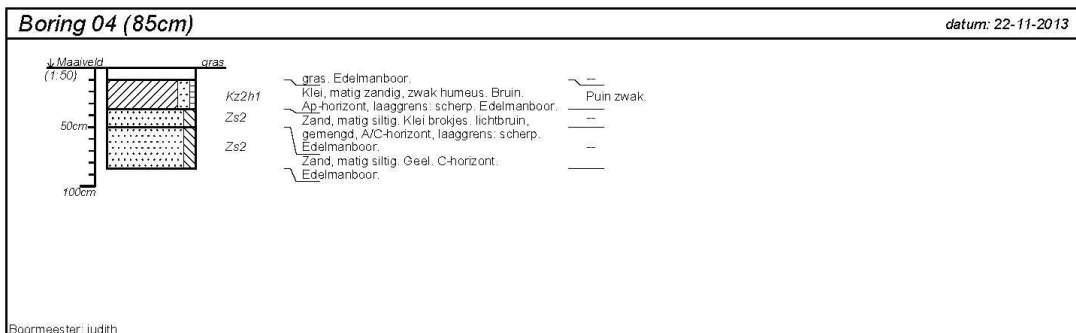 Boring 04 (85cm)
datum: 22-11-2013
↓ Maaiveld
gras
(1:50)
gras. Edelmanboor.
--
Kz2h1
Klei, matig zandig, zwak humeus. Bruin.
Puin zwak.
Ap-horizont, laaggrens: scherp. Edelmanboor.
Zs2
Zand, matig siltig. Klei brokjes. lichtbruin,
--
50cm
gemengd, A/C-horizont, laaggrens: scherp.
Zs2
Edelmanboor.
--
Zand, matig siltig. Geel. C-horizont.
Edelmanboor.
100cm
Boormeester: judith